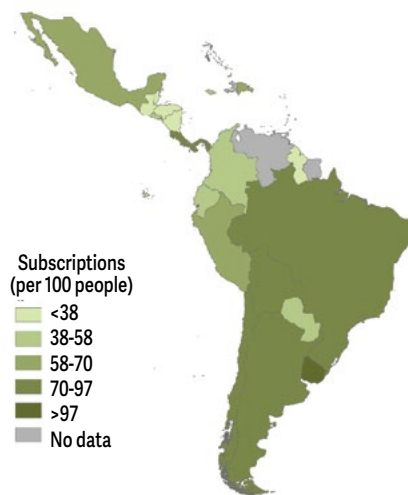 Subscriptions
(per 100 people)
<38
38-58
58-70
70-97
>97
No data